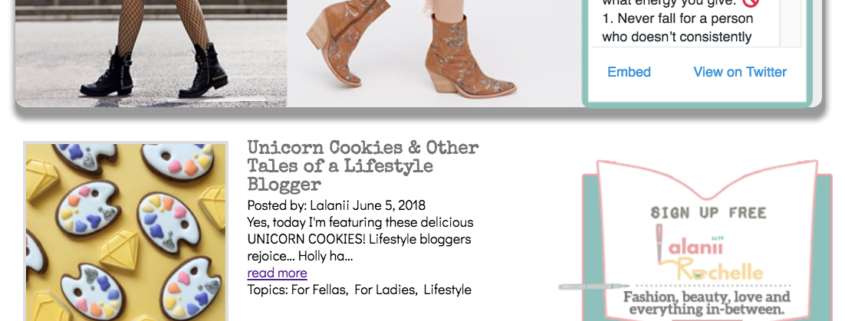 what energy you give. 🚫
1. Never fall for a person
who doesn't consistently
Embed View on Twitter
Unicorn Cookies & Other
Tales of a Lifestyle
Blogger
Posted by: Lalanii June 5, 2018
Yes, today I'm featuring these delicious
UNICORN COOKIES! Lifestyle bloggers
rejoice... Holly ha...
read more
Topics: For Fellas, For Ladies, Lifestyle
SIGN UP FREE
Lalanii
Rochelle
Fashion, beauty, love and
everything in-between.